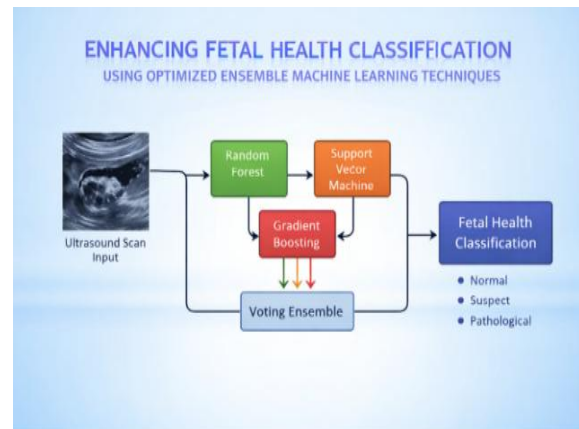 ENHANCING FETAL HEALTH CLASSIFICATION
USING OPTIMIZED ENSEMBLE MACHINE LEARNING TECHNIQUES
Ultrasound Scan
Input
Random
Forest
Support
Vecor
Machine
Gradient
Boosting
Voting Ensemble
Fetal Health
Classification
• Normal
• Suspect
• Pathological